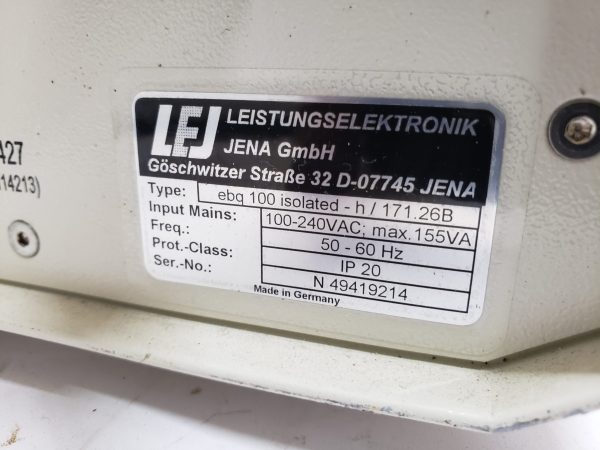 LEJ
LEISTUNGSELEKTRONIK
JENA GmbH
Göschwitzer Straße 32 D-07745 JENA
Type: ebq 100 isolated - h / 171.26B
Input Mains: 100-240VAC; max.155VA
Freq.: 50 - 60 Hz
Prot.-Class: IP 20
Ser.-No.: N 49419214
Made in Germany
A27
14213)